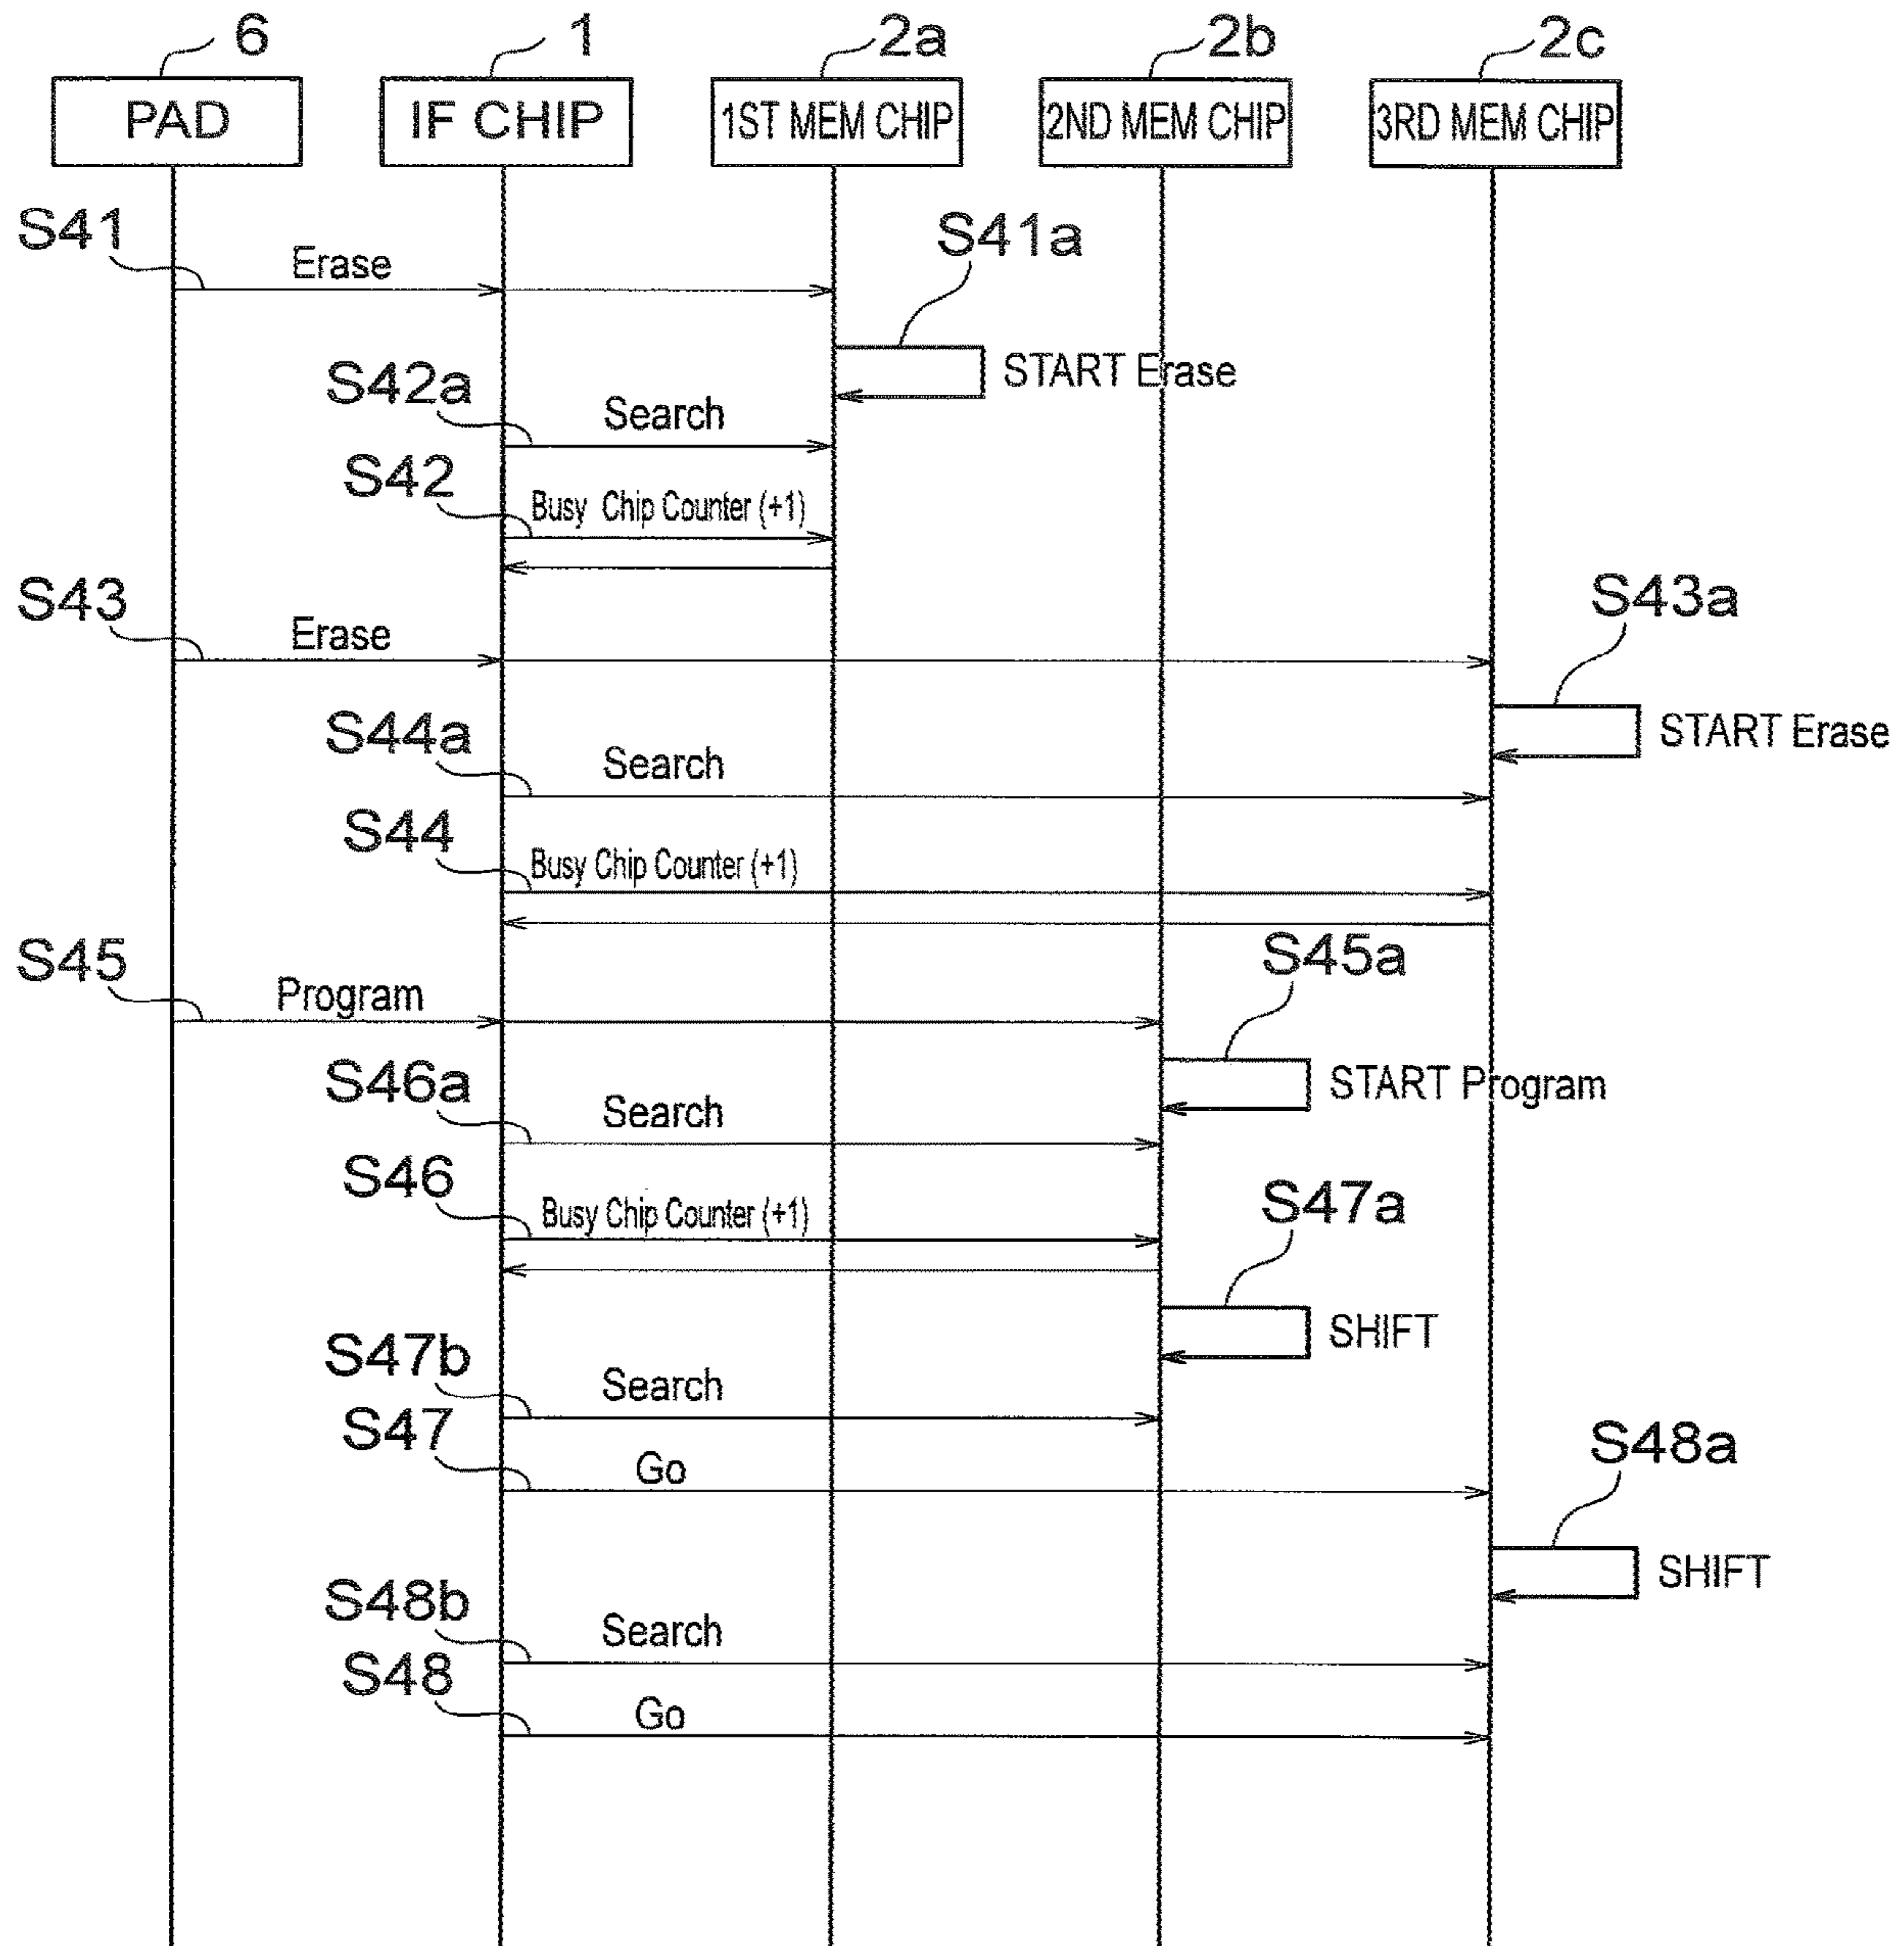 6
1
2a
2b
2c
PAD
IF CHIP
1ST MEM CHIP
2ND MEM CHIP
3RD MEM CHIP
S41
Erase
S41a
START Erase
S42a
Search
S42
Busy Chip Counter (+1)
S43
Erase
S43a
START Erase
S44a
Search
S44
Busy Chip Counter (+1)
S45
Program
S45a
START Program
S46a
Search
S46
Busy Chip Counter (+1)
S47a
SHIFT
S47b
Search
S47
Go
S48a
SHIFT
S48b
Search
S48
Go